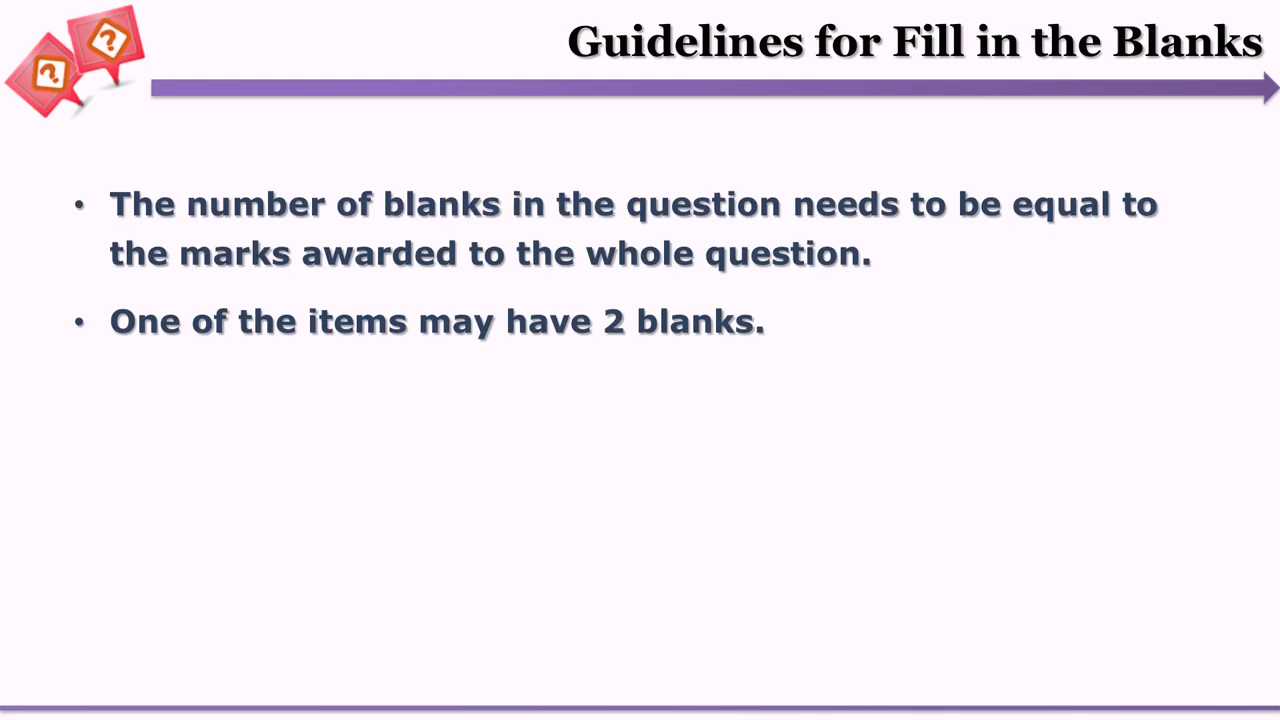 Guidelines for Fill in the Blanks
• The number of blanks in the question needs to be equal to
the marks awarded to the whole question.
• One of the items may have 2 blanks.